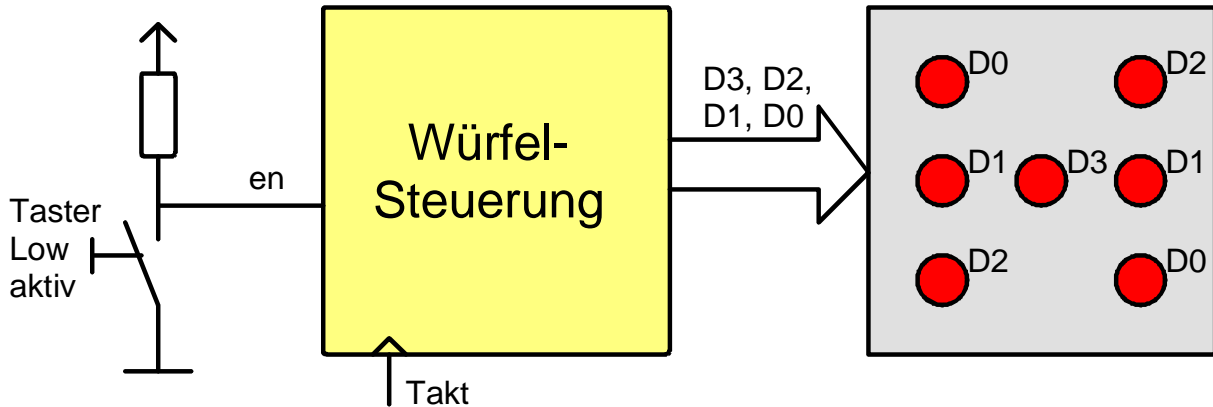 Taster
Low
aktiv
en
Würfel-
Steuerung
Takt
D3, D2,
D1, D0
D0
D2
D1
D3
D1
D2
D0